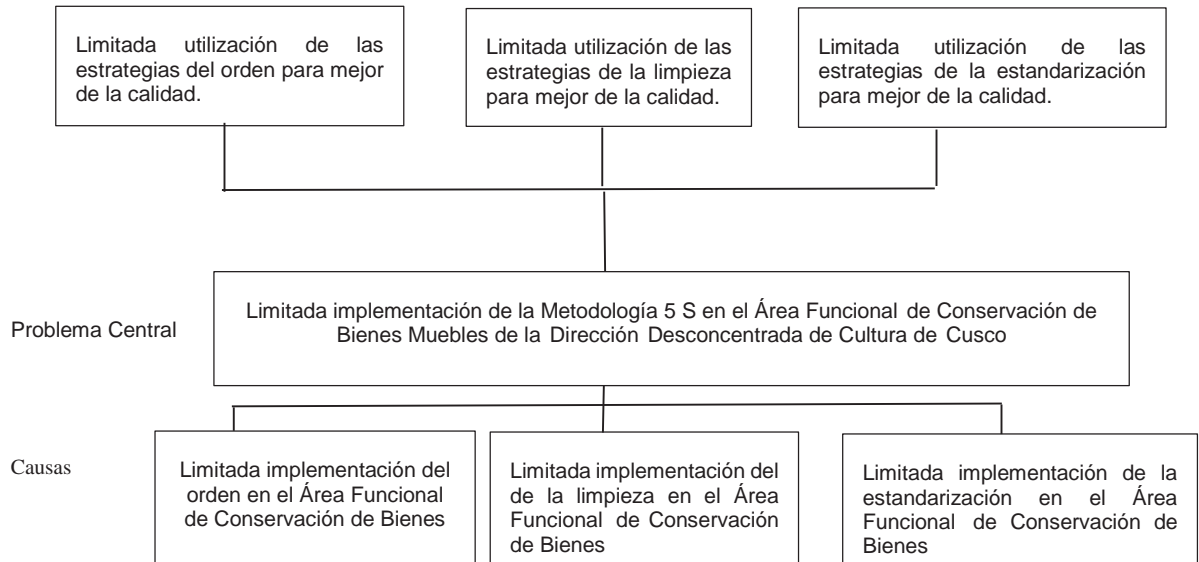 Limitada utilización de las
estrategias del orden para mejor
de la calidad.
Limitada utilización de las
estrategias de la limpieza
para mejor de la calidad.
Limitada utilización de las
estrategias de la estandarización
para mejor de la calidad.
Problema Central
Limitada implementación de la Metodología 5 S en el Área Funcional de Conservación de
Bienes Muebles de la Dirección Desconcentrada de Cultura de Cusco
Causas
Limitada implementación del
orden en el Área Funcional
de Conservación de Bienes
Limitada implementación del
de la limpieza en el Área
Funcional de Conservación
de Bienes
Limitada implementación de la
estandarización en el Área
Funcional de Conservación de
Bienes